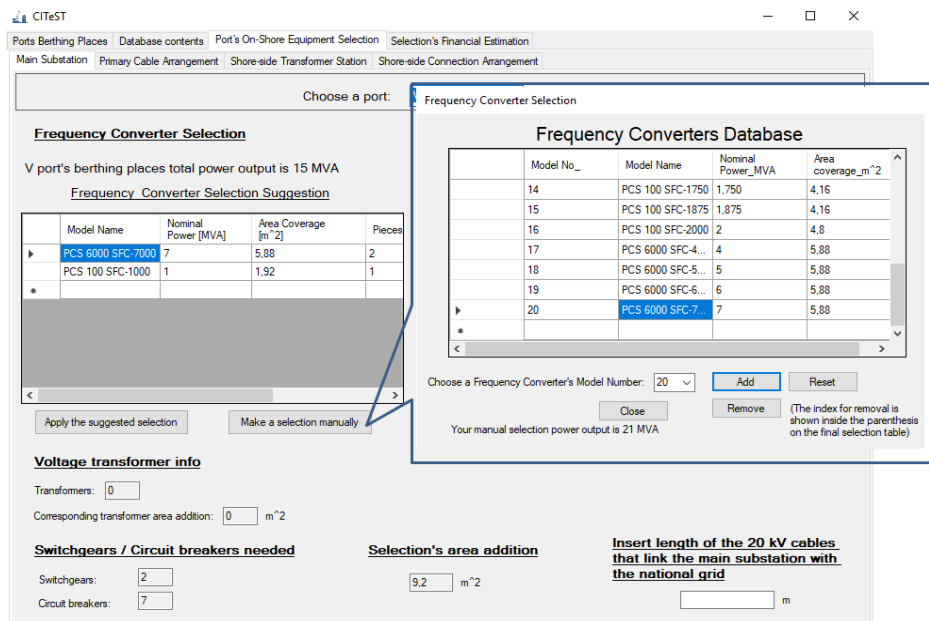 CITeST
Ports Berthing Places Database contents Port's On-Shore Equipment Selection Selection's Financial Estimation
Main Substation Primary Cable Arrangement Shore-side Transformer Station Shore-side Connection Arrangement
Choose a port:
Frequency Converter Selection
V port's berthing places total power output is 15 MVA
Frequency Converter Selection Suggestion
Model Name Nominal Power [MVA] Area Coverage [m^2] Pieces
PCS 6000 SFC-7000 7 5,88 2
PCS 100 SFC-1000 1 1,92 1
Apply the suggested selection Make a selection manually
Frequency Converter Selection
Frequency Converters Database
Model No_ Model Name Nominal Power_MVA Area coverage_m^2
14 PCS 100 SFC-1750 1,750 4,16
15 PCS 100 SFC-1875 1,875 4,16
16 PCS 100 SFC-2000 2 4,8
17 PCS 6000 SFC-4... 4 5,88
18 PCS 6000 SFC-5... 5 5,88
19 PCS 6000 SFC-6... 6 5,88
20 PCS 6000 SFC-7... 7 5,88
Choose a Frequency Converter's Model Number: 20 Add Reset
Close Remove (The index for removal is
shown inside the parenthesis
on the final selection table)
Your manual selection power output is 21 MVA
Voltage transformer info
Transformers: 0
Corresponding transformer area addition: 0 m^2
Switchgears / Circuit breakers needed
Switchgears: 2
Circuit breakers: 7
Selection's area addition
9,2 m^2
Insert length of the 20 kV cables
that link the main substation with
the national grid
m